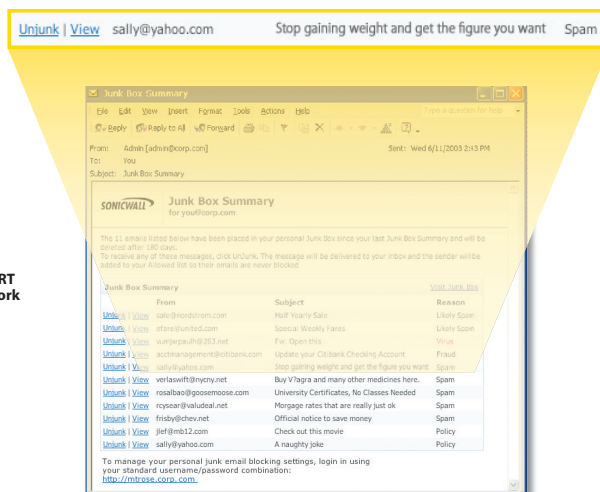 Unjunk | View sally@yahoo.com Stop gaining weight and get the figure you want Spam
Junk Box Summary
File Edit View Insert Format Tools Actions Help Type a question for help
Reply Reply to All Forward
From: Admin [admin@corp.com] Sent: Wed 6/11/2003 2:43 PM
To: You
Subject: Junk Box Summary
SONICWALL
Junk Box Summary
for you@corp.com
The 11 emails listed below have been placed in your personal Junk Box since your last Junk Box Summary and will be
deleted after 180 days.
To receive any of these messages, click UnJunk. The message will be delivered to your inbox and the sender will be
added to your Allowed list so their emails are never blocked
RT
ork
Junk Box Summary Visit Junk Box
From Subject Reason
Unjunk | View sale@nordstrom.com Half Yearly Sale Likely Spam
Unjunk | View efans@united.com Special Weekly Fares Likely Spam
Unjunk | View @263.net Fw: Open this Virus
Unjunk | View acctmanagement@citibank.com Update your Citibank Checking Account Fraud
Unjunk | View sally@yahoo.com Stop gaining weight and get the figure you want Spam
Unjunk | View verlaswift@nycny.net Buy V?agra and many other medicines here. Spam
Unjunk | View rosalbao@goosemoose.com University Certificates, No Classes Needed Spam
Unjunk | View rcysear@valudeal.net Morgage rates that are really just ok Spam
Unjunk | View frisby@chev.net Official notice to save money Spam
Unjunk | View jlef@mb12.com Check out this movie Policy
Unjunk | View sally@yahoo.com A naughty joke Policy
To manage your personal junk email blocking settings, login in using
your standard username/password combination:
http://mtrose.corp.com